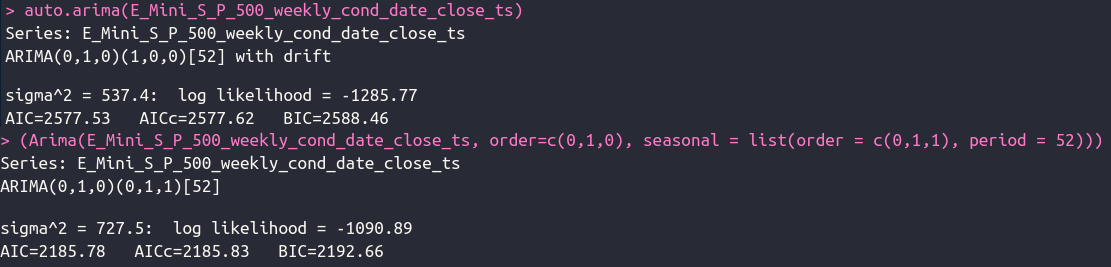 > auto.arima(E_Mini_S_P_500_weekly_cond_date_close_ts)
Series: E_Mini_S_P_500_weekly_cond_date_close_ts
ARIMA(0,1,0)(1,0,0)[52] with drift
sigma^2 = 537.4:  log likelihood = -1285.77
AIC=2577.53   AICc=2577.62   BIC=2588.46
> (Arima(E_Mini_S_P_500_weekly_cond_date_close_ts, order=c(0,1,0), seasonal = list(order = c(0,1,1), period = 52)))
Series: E_Mini_S_P_500_weekly_cond_date_close_ts
ARIMA(0,1,0)(0,1,1)[52]
sigma^2 = 727.5:  log likelihood = -1090.89
AIC=2185.78   AICc=2185.83   BIC=2192.66